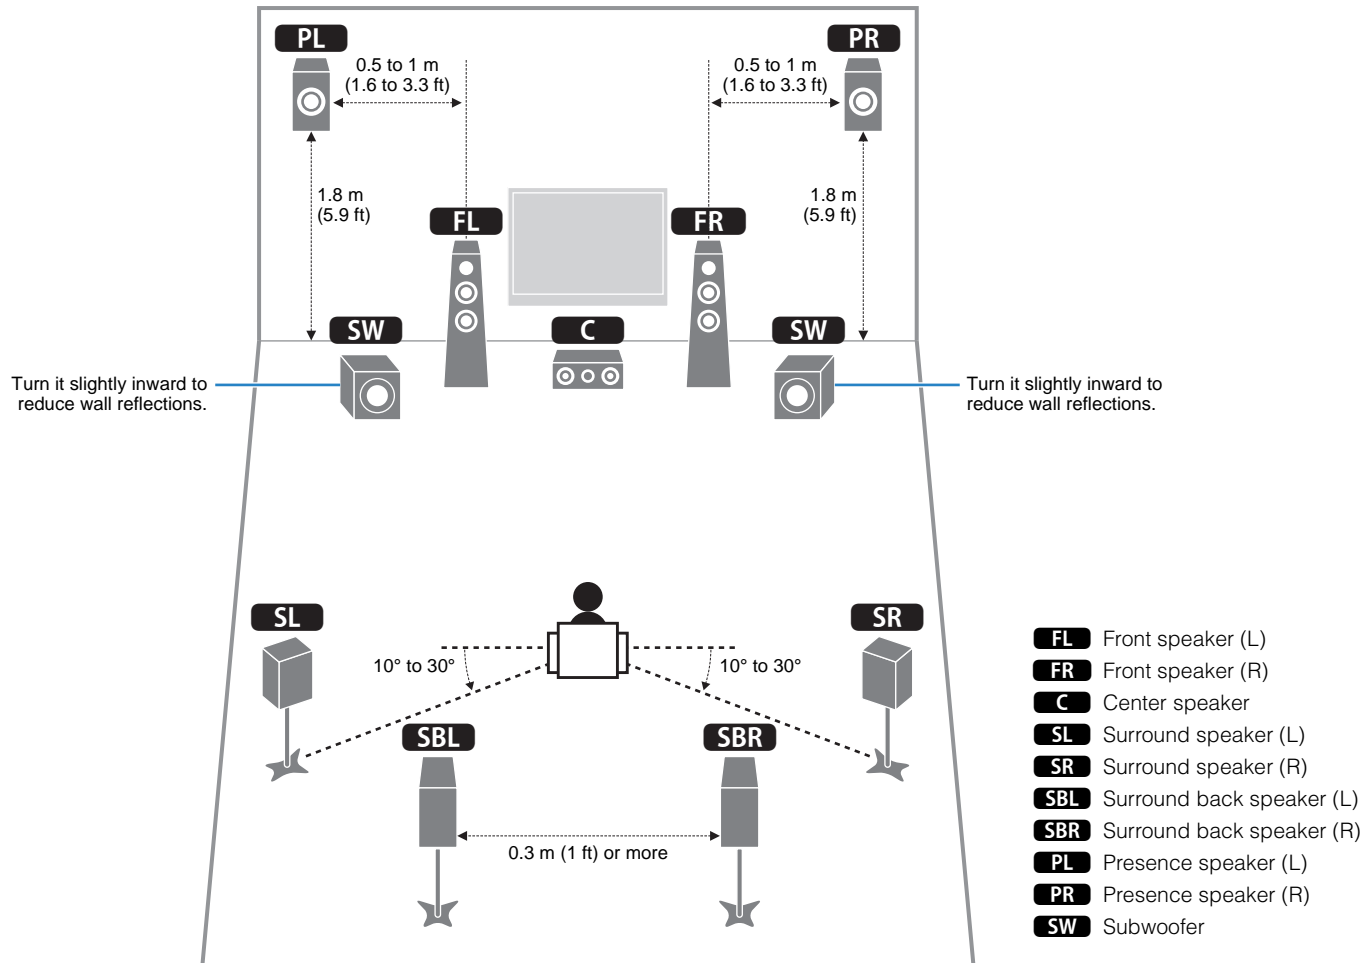 PL
PR
0.5 to 1 m
(1.6 to 3.3 ft)
0.5 to 1 m
(1.6 to 3.3 ft)
1.8 m
(5.9 ft)
1.8 m
(5.9 ft)
FL
FR
SW
C
SW
Turn it slightly inward to
reduce wall reflections.
Turn it slightly inward to
reduce wall reflections.
SL
SR
10° to 30°
10° to 30°
SBL
SBR
0.3 m (1 ft) or more
FL Front speaker (L)
FR Front speaker (R)
C Center speaker
SL Surround speaker (L)
SR Surround speaker (R)
SBL Surround back speaker (L)
SBR Surround back speaker (R)
PL Presence speaker (L)
PR Presence speaker (R)
SW Subwoofer